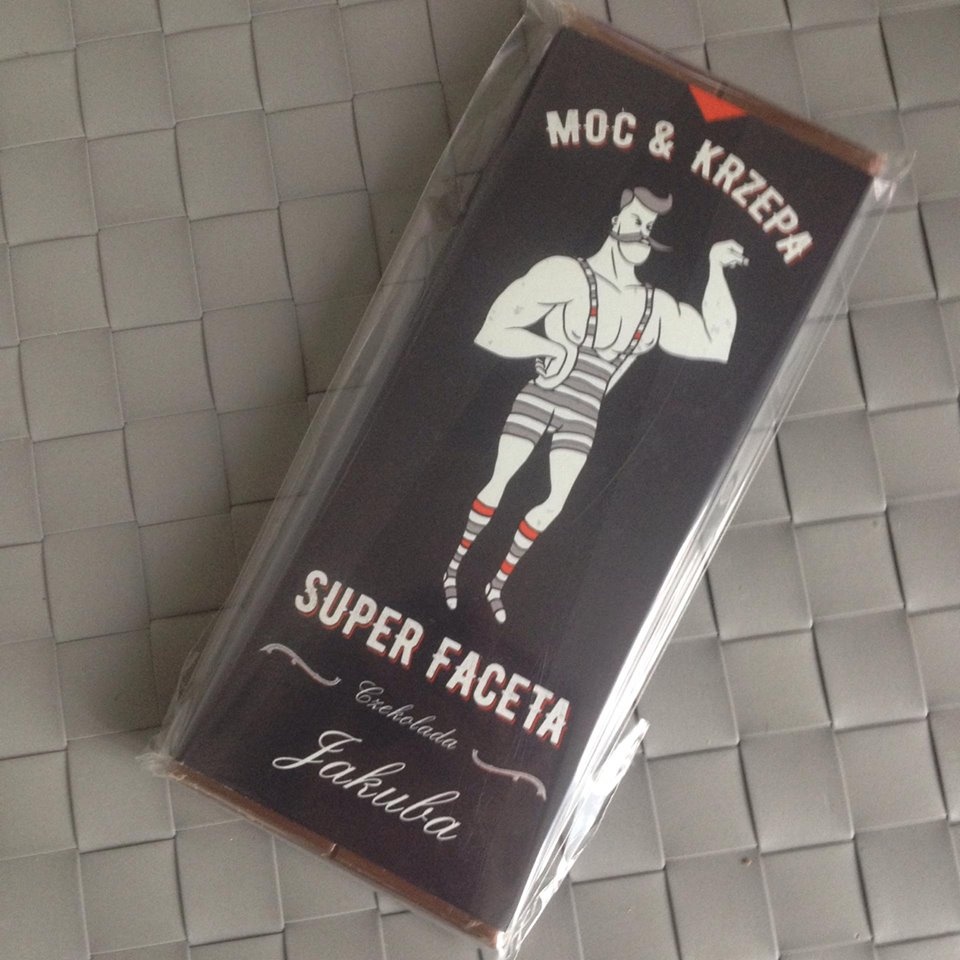 MOC & KRZEPA
SUPER FACETA
Czekolada
Jakuba